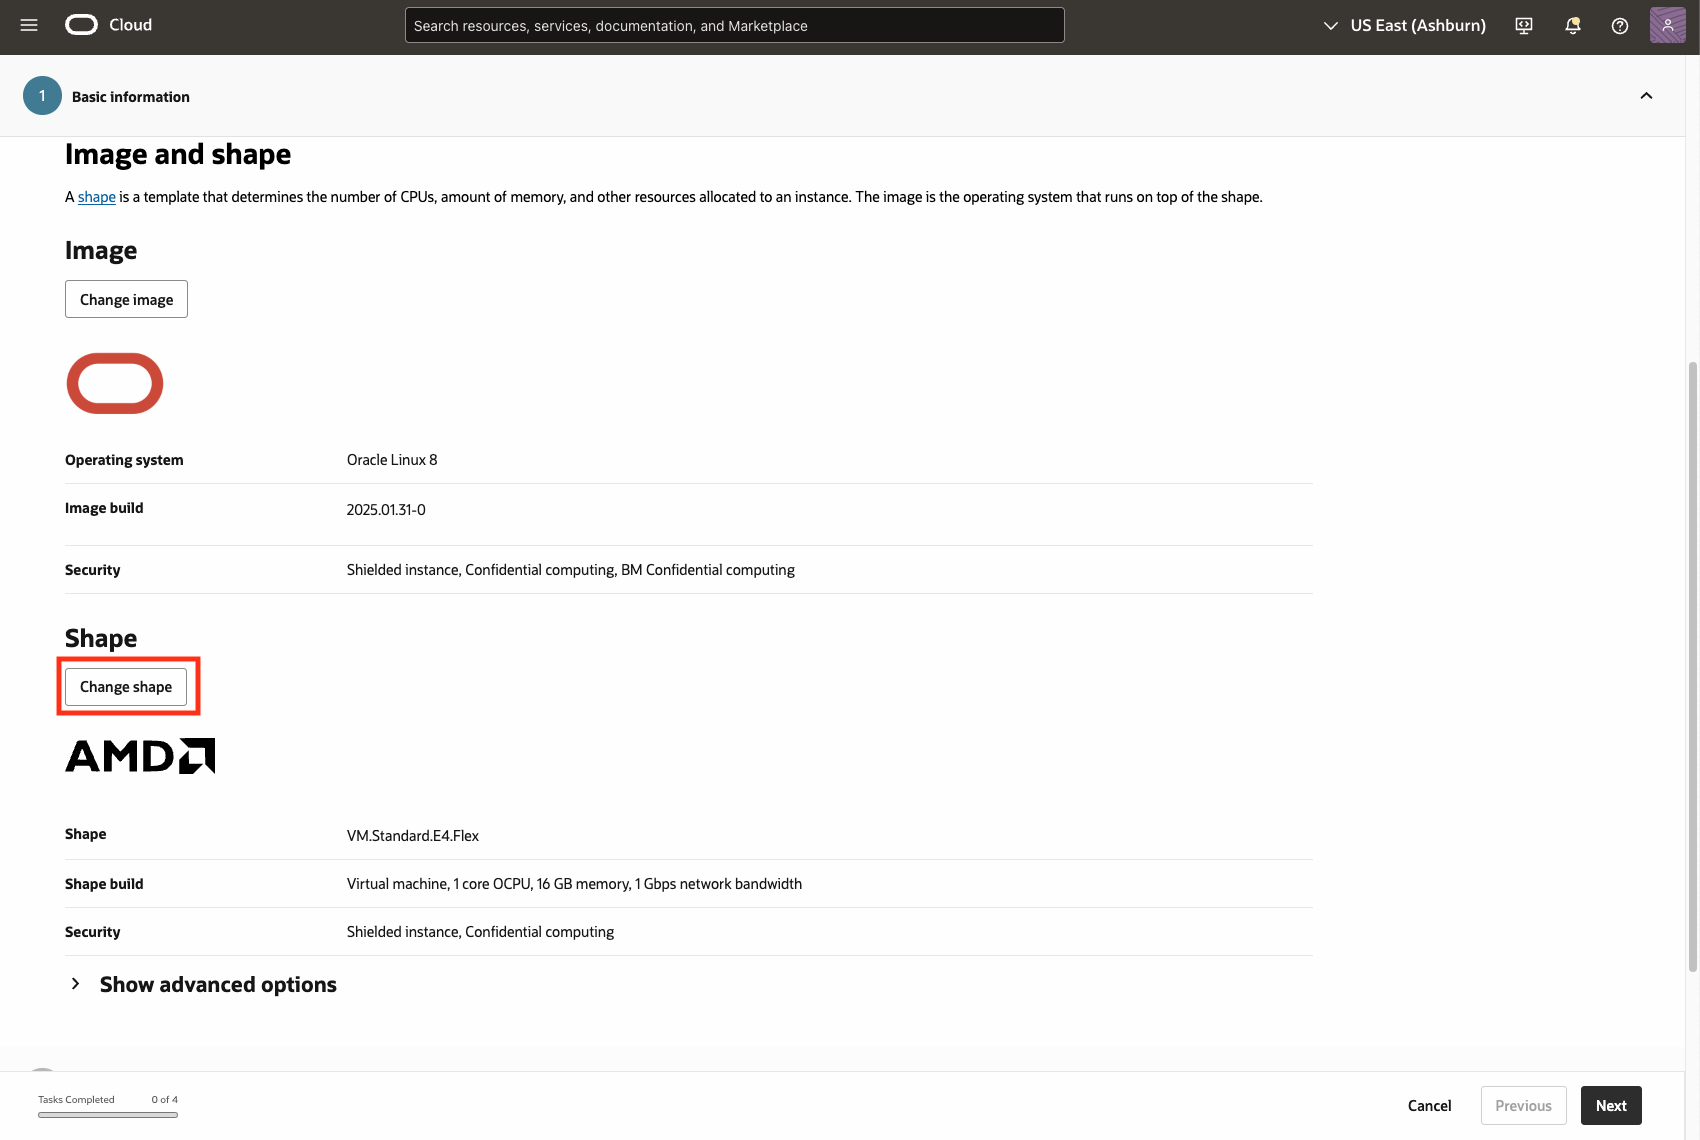 Cloud
Search resources, services, documentation, and Marketplace
US East (Ashburn)
1 Basic information
Image and shape
A shape is a template that determines the number of CPUs, amount of memory, and other resources allocated to an instance. The image is the operating system that runs on top of the shape.
Image
Change image
Operating system Oracle Linux 8
Image build 2025.01.31-0
Security Shielded instance, Confidential computing, BM Confidential computing
Shape
Change shape
AMD
Shape VM.Standard.E4.Flex
Shape build Virtual machine, 1 core OCPU, 16 GB memory, 1 Gbps network bandwidth
Security Shielded instance, Confidential computing
Show advanced options
Tasks Completed 0 of 4
Cancel
Previous
Next